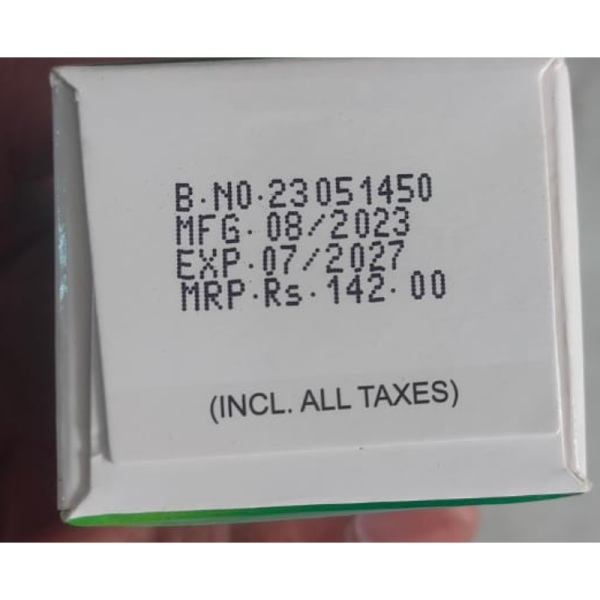 B.NO.23051450
MFG. 08/2023
EXP.07/2027
MRP.Rs.142.00
(INCL. ALL TAXES)